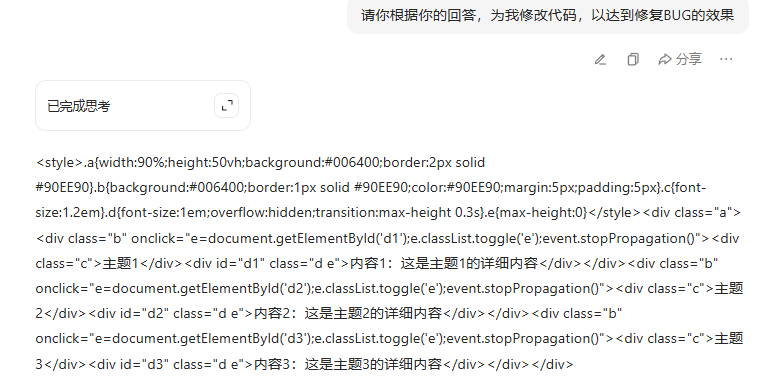 请你根据你的回答，为我修改代码，以达到修复BUG的效果
分享
已完成思考
<style>.a{width:90%;height:50vh;background:#006400;border:2px solid
#90EE90}.b{background:#006400;border:1px solid #90EE90;color:#90EE90;margin:5px;padding:5px}.c{font-
size:1.2em}.d{font-size:1em;overflow:hidden;transition:max-height 0.3s}.e{max-height:0}</style><div class="a">
<div class="b" onclick="e=document.getElementById('d1');e.classList.toggle('e');event.stopPropagation()"><div
class="c">主题1</div><div id="d1" class="d e">内容1：这是主题1的详细内容</div></div><div class="b"
onclick="e=document.getElementById('d2');e.classList.toggle('e');event.stopPropagation()"><div class="c">主题
2</div><div id="d2" class="d e">内容2：这是主题2的详细内容</div></div><div class="b"
onclick="e=document.getElementById('d3');e.classList.toggle('e');event.stopPropagation()"><div class="c">主题
3</div><div id="d3" class="d e">内容3：这是主题3的详细内容</div></div></div>